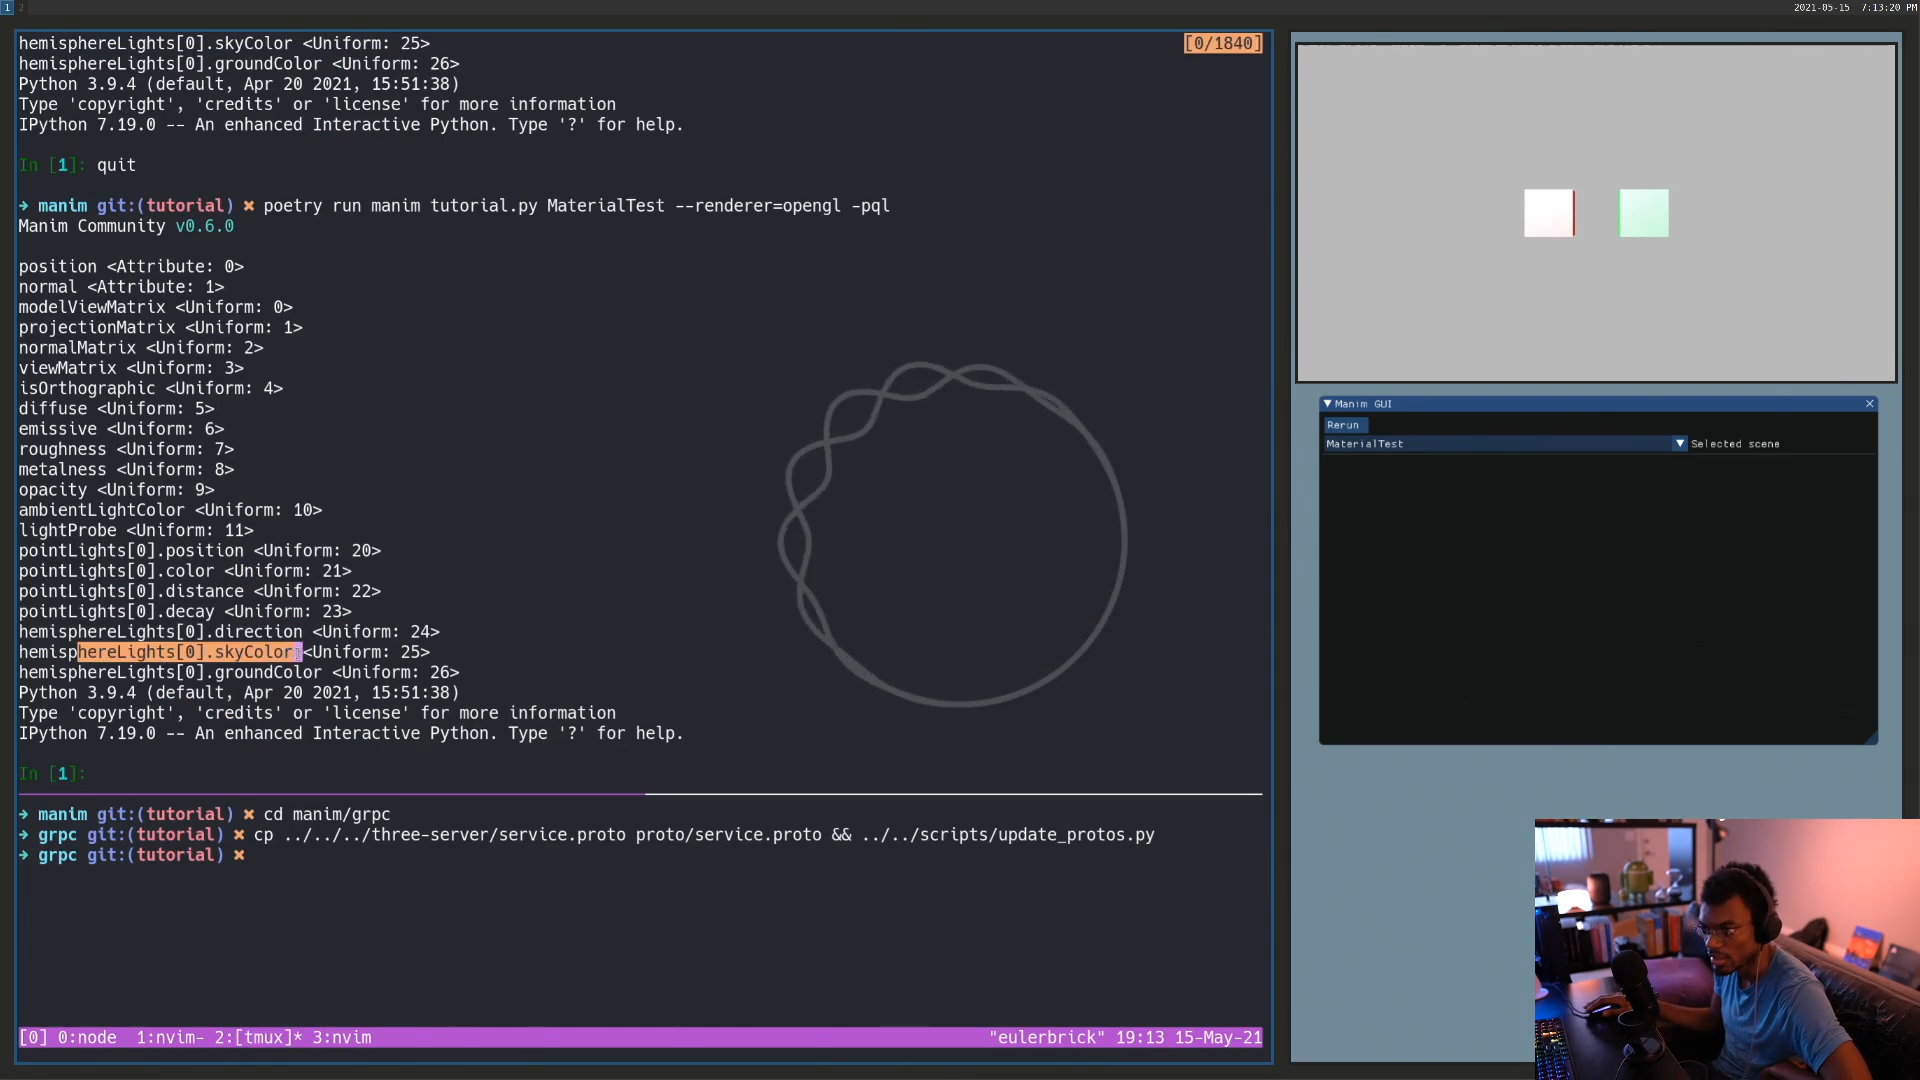 1 2
2021-05-15 7:13:20 PM
hemisphereLights[0].skyColor <Uniform: 25>
[0/1840]
hemisphereLights[0].groundColor <Uniform: 26>
Python 3.9.4 (default, Apr 20 2021, 15:51:38)
Type 'copyright', 'credits' or 'license' for more information
IPython 7.19.0 -- An enhanced Interactive Python. Type '?' for help.
In [1]: quit
➜ manim git:(tutorial) ✖ poetry run manim tutorial.py MaterialTest --renderer=opengl -pql
Manim Community v0.6.0
position <Attribute: 0>
normal <Attribute: 1>
modelViewMatrix <Uniform: 0>
projectionMatrix <Uniform: 1>
normalMatrix <Uniform: 2>
viewMatrix <Uniform: 3>
isOrthographic <Uniform: 4>
diffuse <Uniform: 5>
emissive <Uniform: 6>
roughness <Uniform: 7>
metalness <Uniform: 8>
opacity <Uniform: 9>
ambientLightColor <Uniform: 10>
lightProbe <Uniform: 11>
pointLights[0].position <Uniform: 20>
pointLights[0].color <Uniform: 21>
pointLights[0].distance <Uniform: 22>
pointLights[0].decay <Uniform: 23>
hemisphereLights[0].direction <Uniform: 24>
hemisphereLights[0].skyColor <Uniform: 25>
hemisphereLights[0].groundColor <Uniform: 26>
Python 3.9.4 (default, Apr 20 2021, 15:51:38)
Type 'copyright', 'credits' or 'license' for more information
IPython 7.19.0 -- An enhanced Interactive Python. Type '?' for help.
In [1]:
➜ manim git:(tutorial) ✖ cd manim/grpc
➜ grpc git:(tutorial) ✖ cp ../../../three-server/service.proto proto/service.proto && ../../scripts/update_protos.py
➜ grpc git:(tutorial) ✖
[0] 0:node 1:nvim- 2:[tmux]* 3:nvim
"eulerbrick" 19:13 15-May-21
Manim GUI
Rerun
MaterialTest
Selected scene